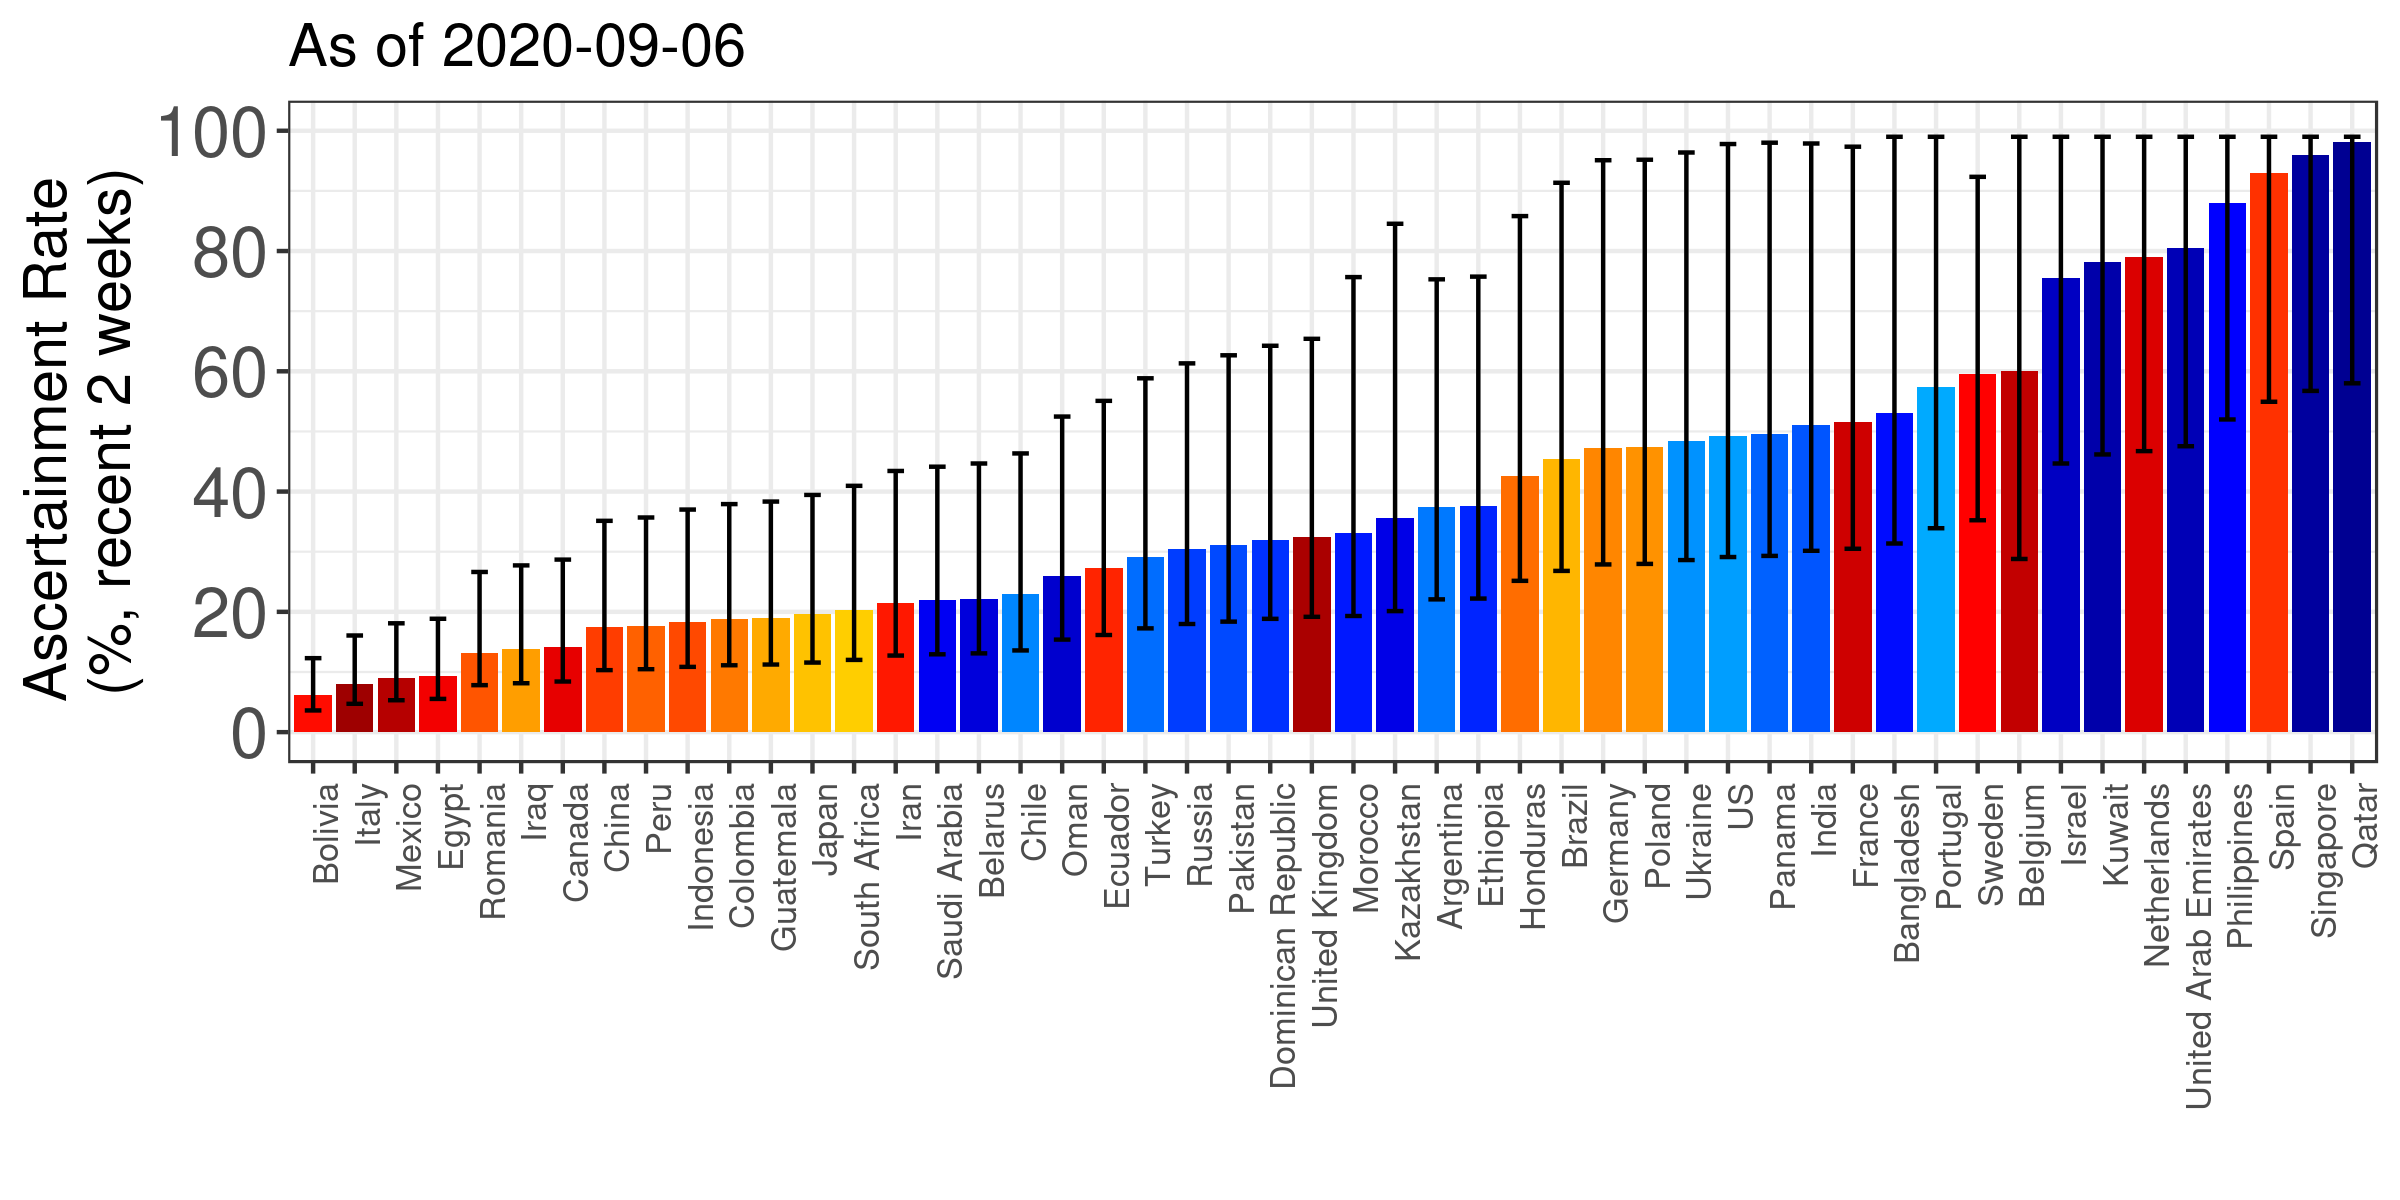 As of 2020-09-06
Ascertainment Rate
(%, recent 2 weeks)
100
80
60
40
20
0
Bolivia
Italy
Mexico
Egypt
Romania
Iraq
Canada
China
Peru
Indonesia
Colombia
Guatemala
Japan
South Africa
Iran
Saudi Arabia
Belarus
Chile
Oman
Ecuador
Turkey
Russia
Pakistan
Dominican Republic
United Kingdom
Morocco
Kazakhstan
Argentina
Ethiopia
Honduras
Brazil
Germany
Poland
Ukraine
US
Panama
India
France
Bangladesh
Portugal
Sweden
Belgium
Israel
Kuwait
Netherlands
United Arab Emirates
Philippines
Spain
Singapore
Qatar